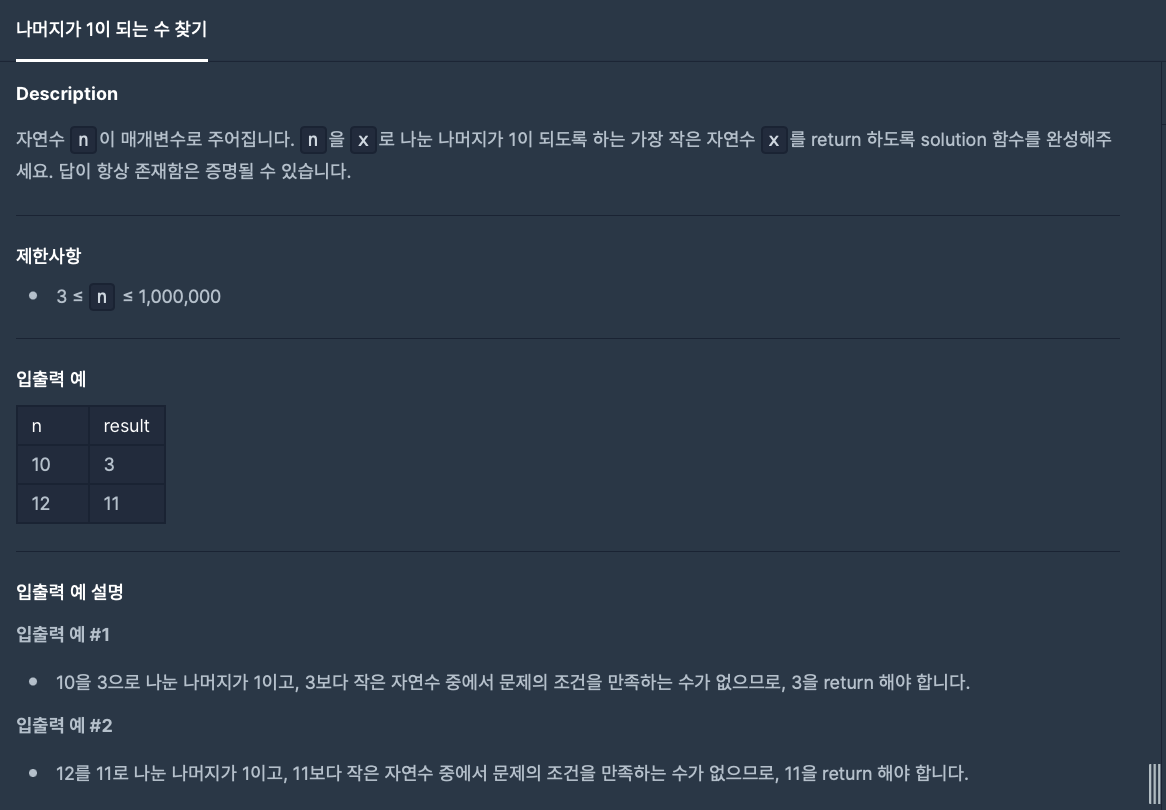 나머지가 1이 되는 수 찾기
Description
자연수 n이 매개변수로 주어집니다. n을 x로 나눈 나머지가 1이 되도록 하는 가장 작은 자연수 x를 return 하도록 solution 함수를 완성해주
세요. 답이 항상 존재함은 증명될 수 있습니다.
제한사항
• 3 ≤ n ≤ 1,000,000
입출력 예
n result
10 3
12 11
입출력 예 설명
입출력 예 #1
• 10을 3으로 나눈 나머지가 1이고, 3보다 작은 자연수 중에서 문제의 조건을 만족하는 수가 없으므로, 3을 return 해야 합니다.
입출력 예 #2
• 12를 11로 나눈 나머지가 1이고, 11보다 작은 자연수 중에서 문제의 조건을 만족하는 수가 없으므로, 11을 return 해야 합니다.